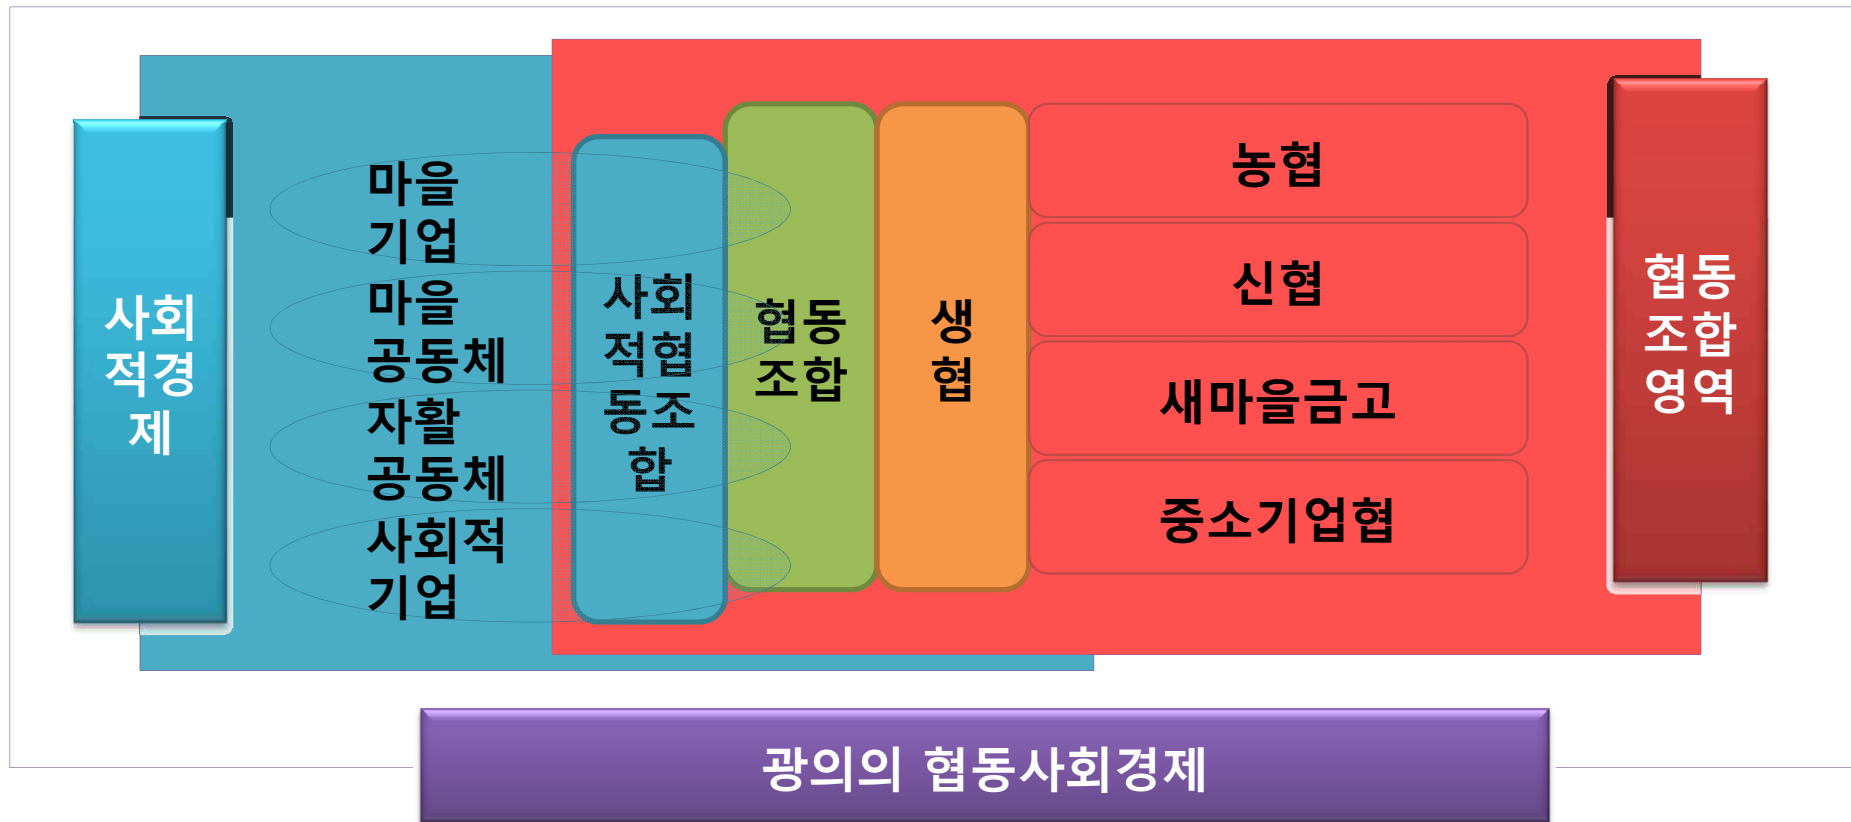 사회
적경
제
마을
기업
마을
공동체
자활
공동체
사회적
기업
사회
적협
동조
합
협동
조합
생
협
농협
신협
새마을금고
중소기업협
협동
조합
영역
광의의 협동사회경제